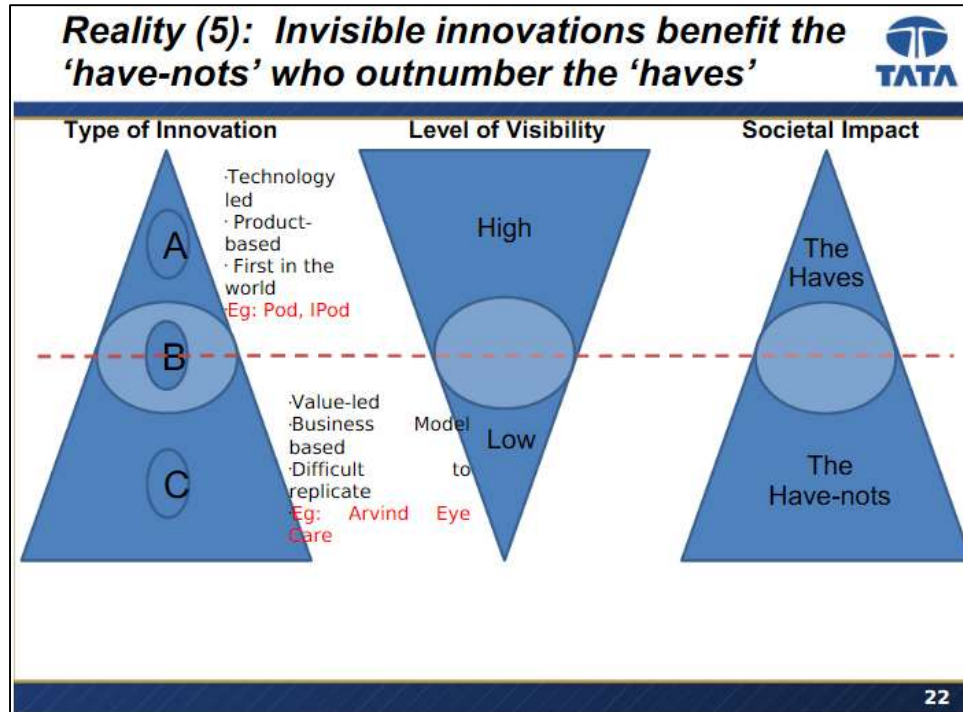 Reality (5): Invisible innovations benefit the
‘have-nots’ who outnumber the ‘haves’
TATA
Type of Innovation
Level of Visibility
Societal Impact
A
·Technology
led
· Product-
based
· First in the
world
·Eg: Pod, IPod
High
The
Haves
B
·Value-led
·Business Model
based
·Difficult to
replicate
·Eg: Arvind Eye
Care
Low
C
The
Have-nots
22